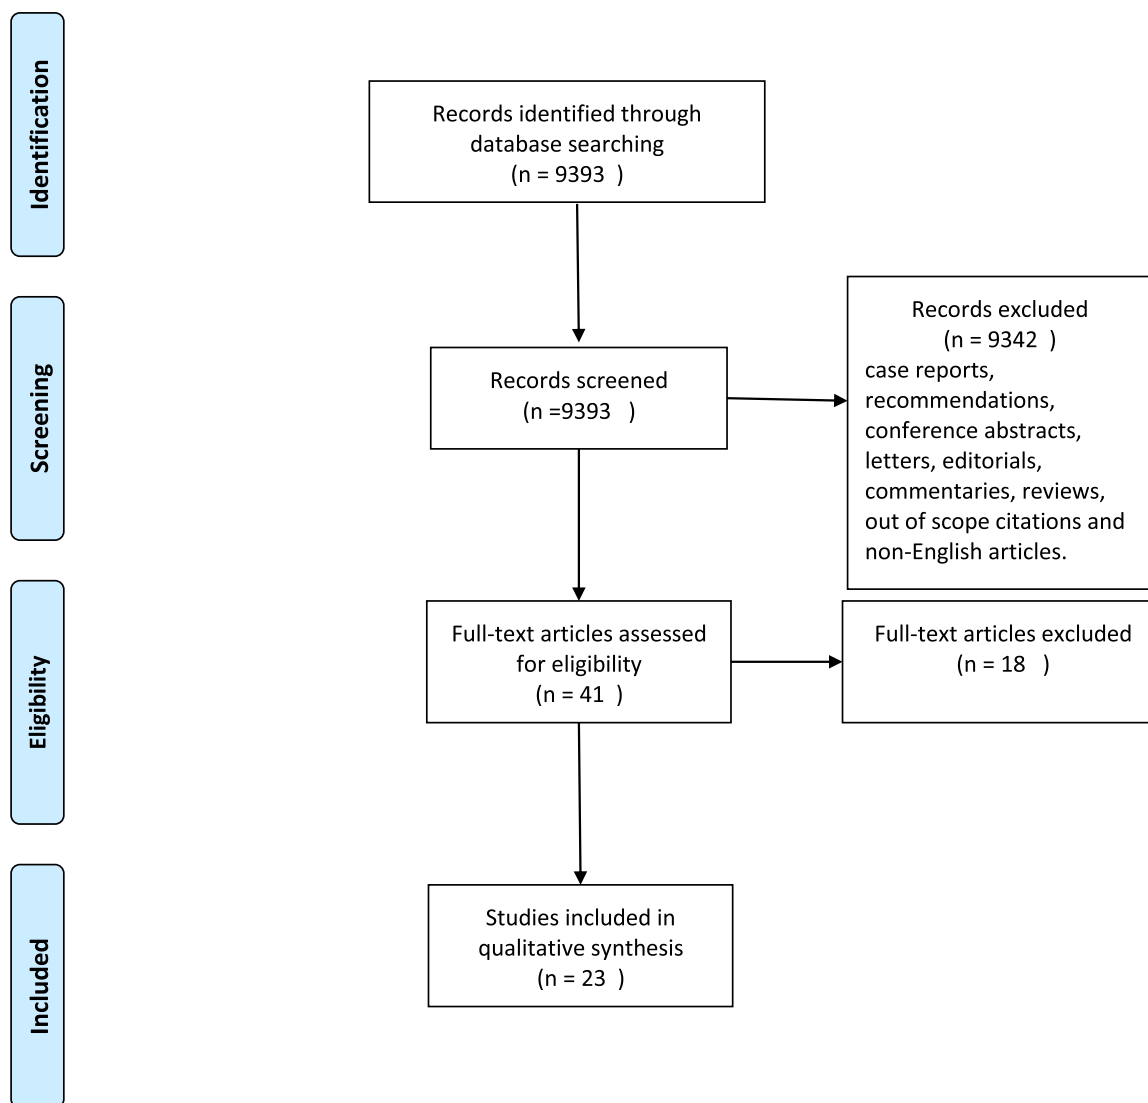 Identification
Records identified through
database searching
(n = 9393  )
Screening
Records screened
(n =9393   )
Records excluded
(n = 9342  )
case reports,
recommendations,
conference abstracts,
letters, editorials,
commentaries, reviews,
out of scope citations and
non-English articles.
Eligibility
Full-text articles assessed
for eligibility
(n = 41  )
Full-text articles excluded
(n = 18   )
Included
Studies included in
qualitative synthesis
(n = 23  )